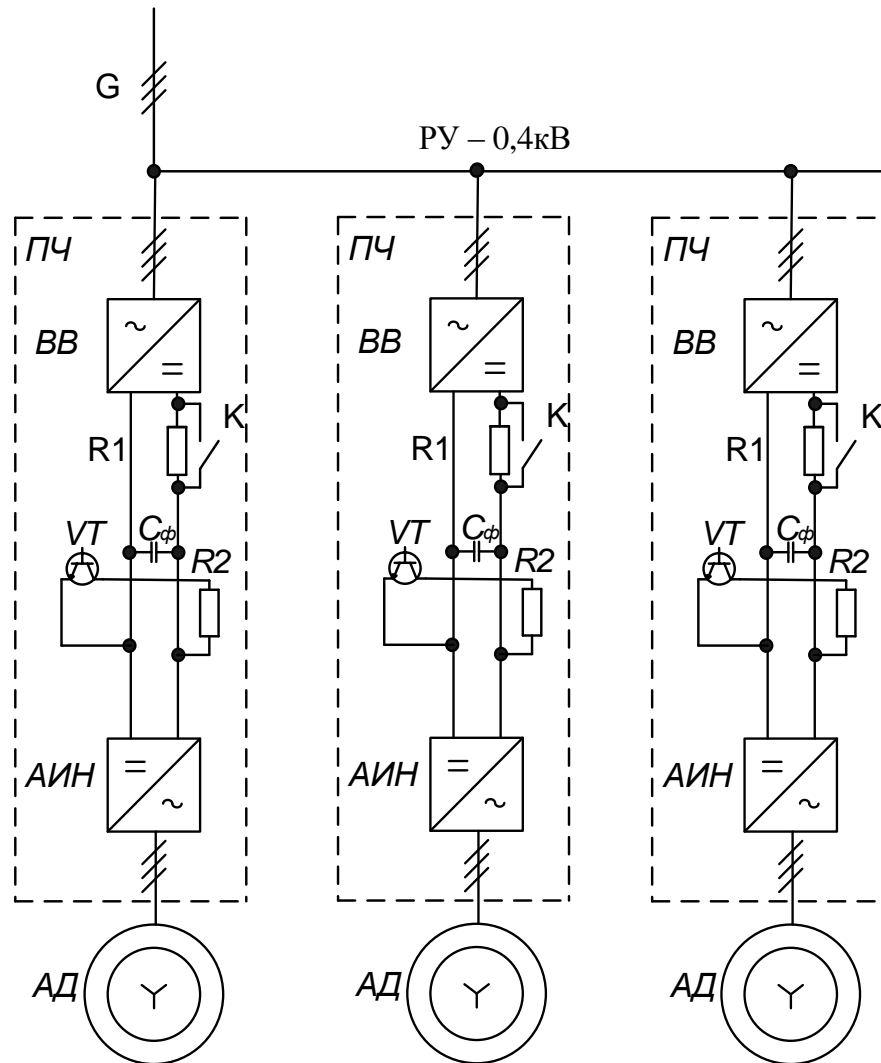 G
РУ – 0,4кВ
ПЧ ПЧ ПЧ
ВВ ВВ ВВ
~ ~ ~
= = =
K K K
R1 R1 R1
VT Cф VT Cф VT Cф
R2 R2 R2
АИН АИН АИН
= = =
~ ~ ~
АД АД АД